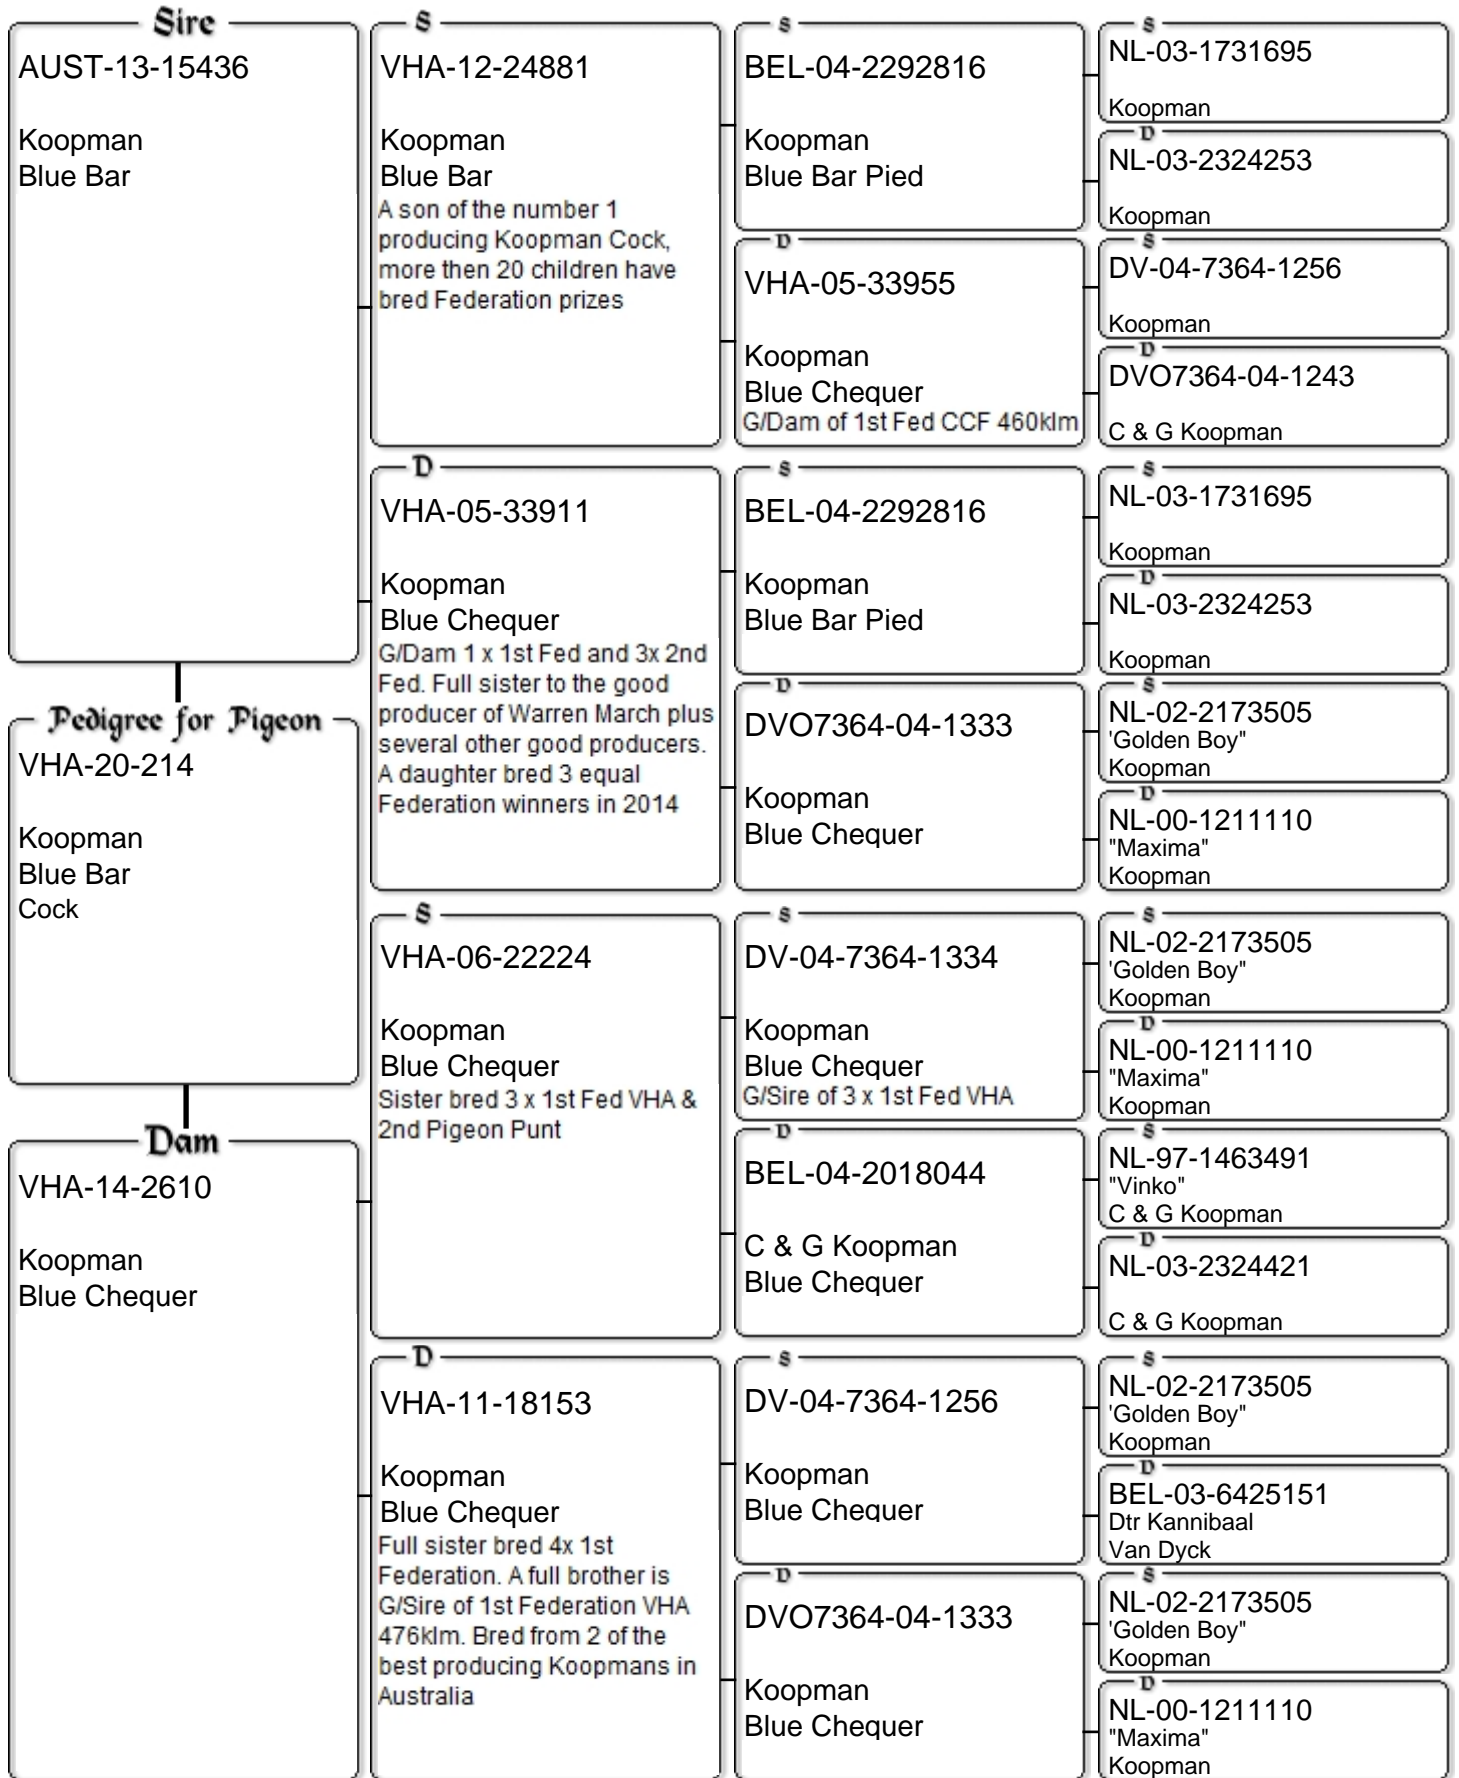 Sire
AUST-13-15436
Koopman
Blue Bar
Pedigree for Pigeon
VHA-20-214
Koopman
Blue Bar
Cock
Dam
VHA-14-2610
Koopman
Blue Chequer
S
VHA-12-24881
Koopman
Blue Bar
A son of the number 1
producing Koopman Cock,
more then 20 children have
bred Federation prizes
D
VHA-05-33911
Koopman
Blue Chequer
G/Dam 1 x 1st Fed and 3x 2nd
Fed. Full sister to the good
producer of Warren March plus
several other good producers.
A daughter bred 3 equal
Federation winners in 2014
S
VHA-06-22224
Koopman
Blue Chequer
Sister bred 3 x 1st Fed VHA &
2nd Pigeon Punt
D
VHA-11-18153
Koopman
Blue Chequer
Full sister bred 4x 1st
Federation. A full brother is
G/Sire of 1st Federation VHA
476klm. Bred from 2 of the
best producing Koopmans in
Australia
S
BEL-04-2292816
Koopman
Blue Bar Pied
D
VHA-05-33955
Koopman
Blue Chequer
G/Dam of 1st Fed CCF 460klm
S
BEL-04-2292816
Koopman
Blue Bar Pied
D
DVO7364-04-1333
Koopman
Blue Chequer
S
DV-04-7364-1334
Koopman
Blue Chequer
G/Sire of 3 x 1st Fed VHA
D
BEL-04-2018044
C & G Koopman
Blue Chequer
S
DV-04-7364-1256
Koopman
Blue Chequer
D
DVO7364-04-1333
Koopman
Blue Chequer
S
NL-03-1731695
Koopman
D
NL-03-2324253
Koopman
S
DV-04-7364-1256
Koopman
D
DVO7364-04-1243
C & G Koopman
S
NL-03-1731695
Koopman
D
NL-03-2324253
Koopman
S
NL-02-2173505
'Golden Boy"
Koopman
D
NL-00-1211110
"Maxima"
Koopman
S
NL-02-2173505
'Golden Boy"
Koopman
D
NL-00-1211110
"Maxima"
Koopman
S
NL-97-1463491
"Vinko"
C & G Koopman
D
NL-03-2324421
C & G Koopman
S
NL-02-2173505
'Golden Boy"
Koopman
D
BEL-03-6425151
Dtr Kannibaal
Van Dyck
S
NL-02-2173505
'Golden Boy"
Koopman
D
NL-00-1211110
"Maxima"
Koopman